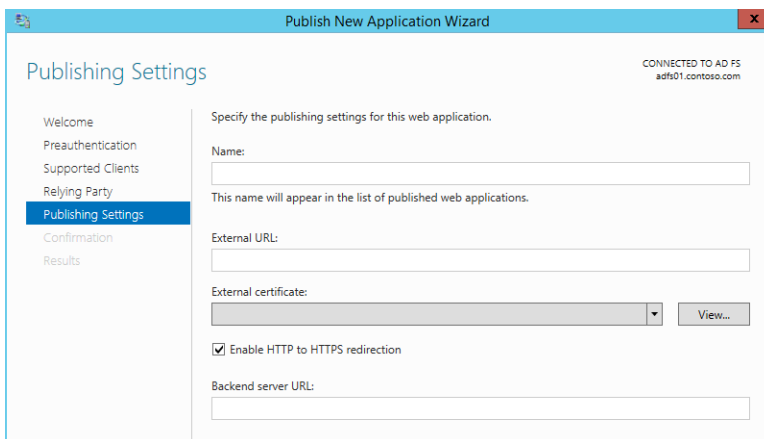 Publish New Application Wizard
x
Publishing Settings
CONNECTED TO AD FS
adfs01.contoso.com
Welcome
Preauthentication
Supported Clients
Relying Party
Publishing Settings
Confirmation
Results
Specify the publishing settings for this web application.
Name:
This name will appear in the list of published web applications.
External URL:
External certificate:
View...
Enable HTTP to HTTPS redirection
Backend server URL: